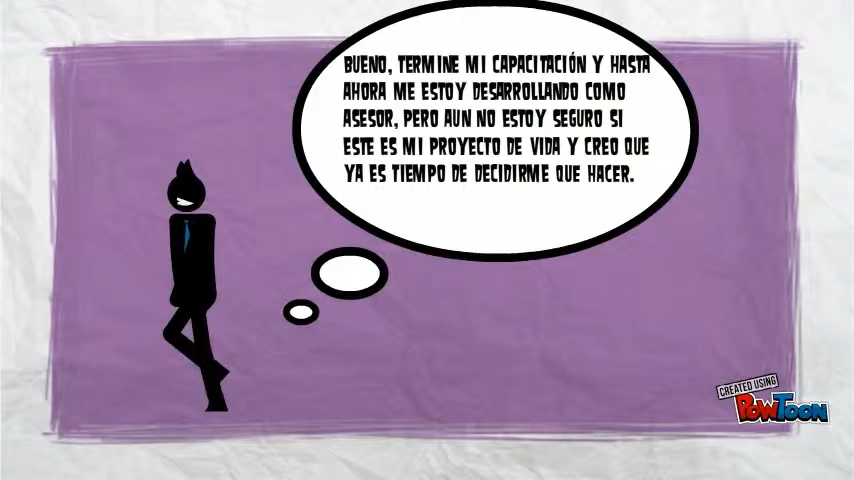 BUENO, TERMINE MI CAPACITACIÓN Y HASTA
AHORA ME ESTOY DESARROLLANDO COMO
ASESOR, PERO AUN NO ESTOY SEGURO SI
ESTE ES MI PROYECTO DE VIDA Y CREO QUE
YA ES TIEMPO DE DECIDIRME QUE HACER.
CREATED USING
POWTOON